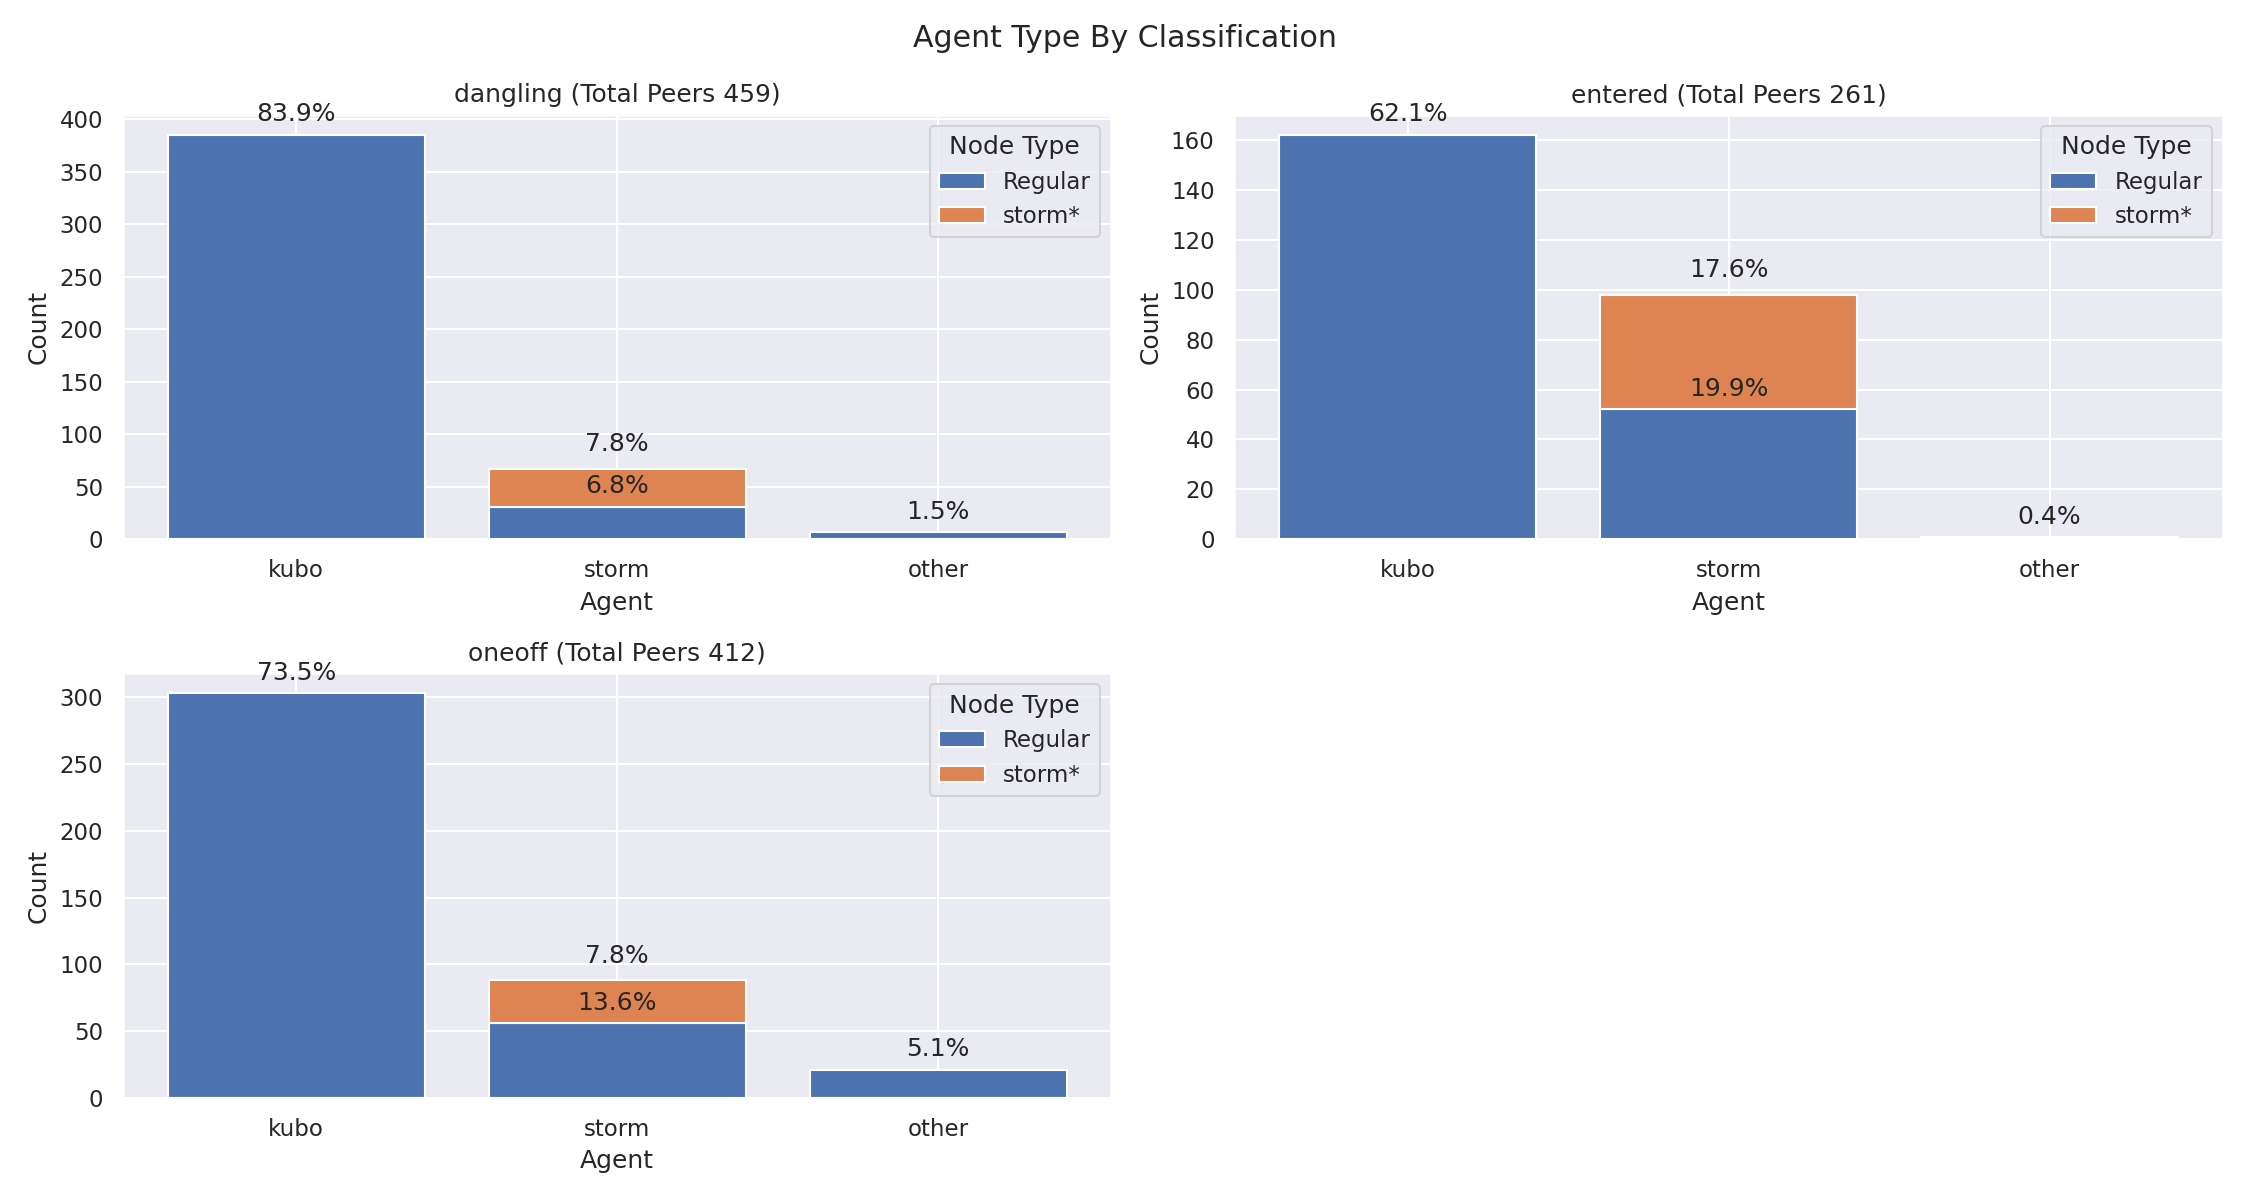 Agent Type By Classification
dangling (Total Peers 459)
83.9%
400
350
300
250
200
150
100
50
0
Count
7.8%
6.8%
1.5%
Node Type
Regular
storm*
kubo
storm
other
Agent
entered (Total Peers 261)
62.1%
160
140
120
100
80
60
40
20
0
Count
17.6%
19.9%
0.4%
Node Type
Regular
storm*
kubo
storm
other
Agent
oneoff (Total Peers 412)
73.5%
300
250
200
150
100
50
0
Count
7.8%
13.6%
5.1%
Node Type
Regular
storm*
kubo
storm
other
Agent